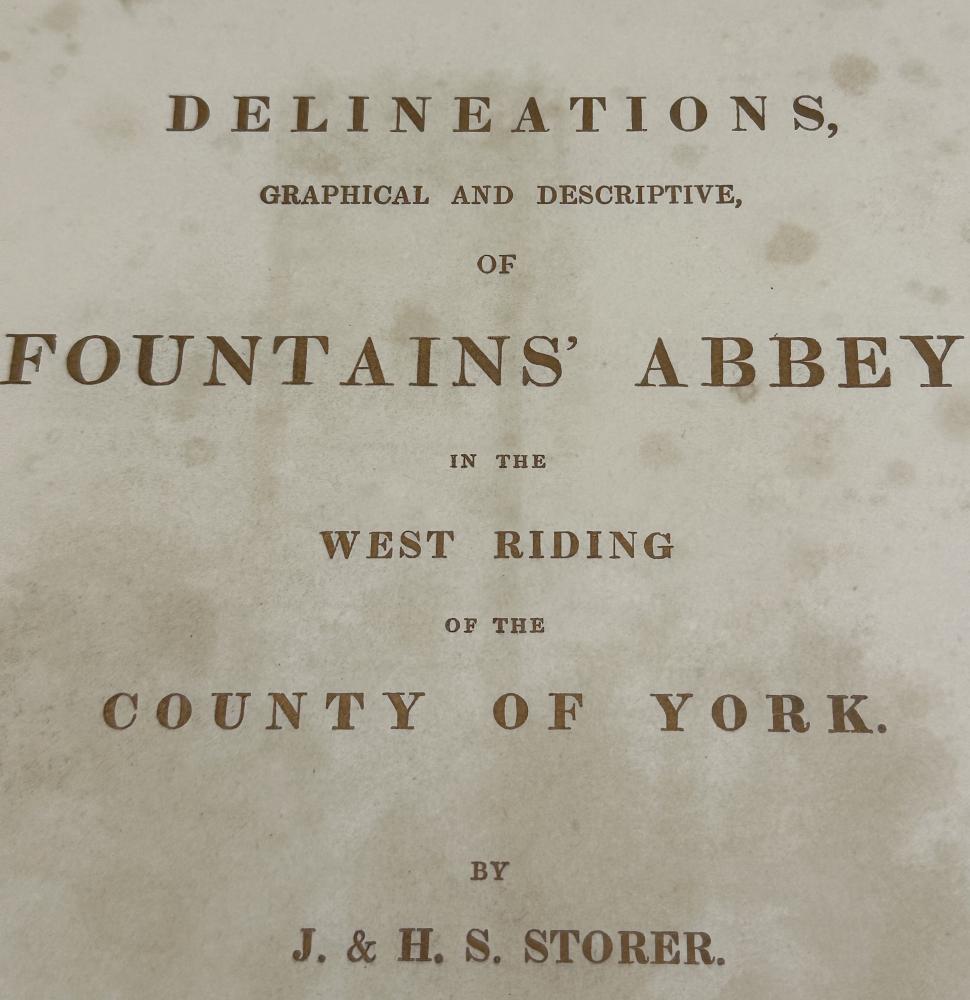 DELINEATIONS,
GRAPHICAL AND DESCRIPTIVE,
OF
FOUNTAINS' ABBEY
IN THE
WEST RIDING
OF THE
COUNTY OF YORK.
BY
J. & H. S. STORER.